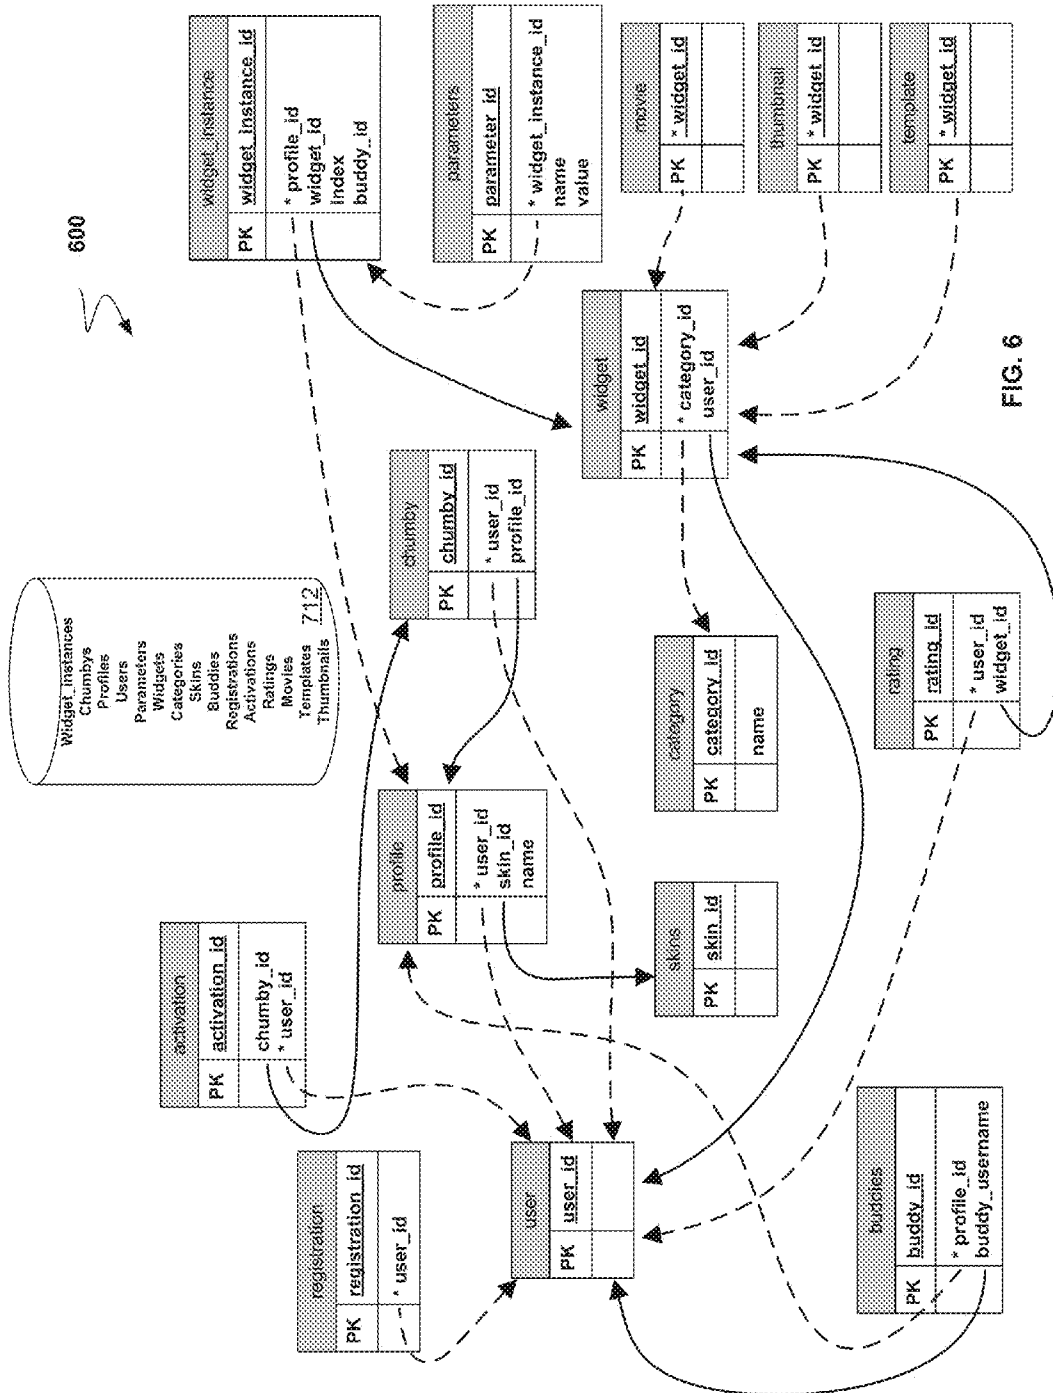 600
Widget_instances
Chumbys
Profiles
Users
Parameters
Widgets
Categories
Skins
Buddies
Registrations
Activations
Ratings
Movies
Templates
Thumbnails 712
registration
PK registration_id
* user_id
activation
PK activation_id
chumby_id
* user_id
widget_instance
PK widget_instance_id
* profile_id
widget_id
index
buddy_id
profile
PK profile_id
* user_id
skin_id
name
chumby
PK chumby_id
* user_id
profile_id
parameters
PK parameter_id
* widget_instance_id
name
value
user
PK user_id
skins
PK skin_id
category
PK category_id
name
widget
PK widget_id
* category_id
user_id
movie
PK * widget_id
thumbnail
PK * widget_id
template
PK * widget_id
buddies
PK buddy_id
* profile_id
buddy_username
rating
PK rating_id
* user_id
widget_id
FIG. 6